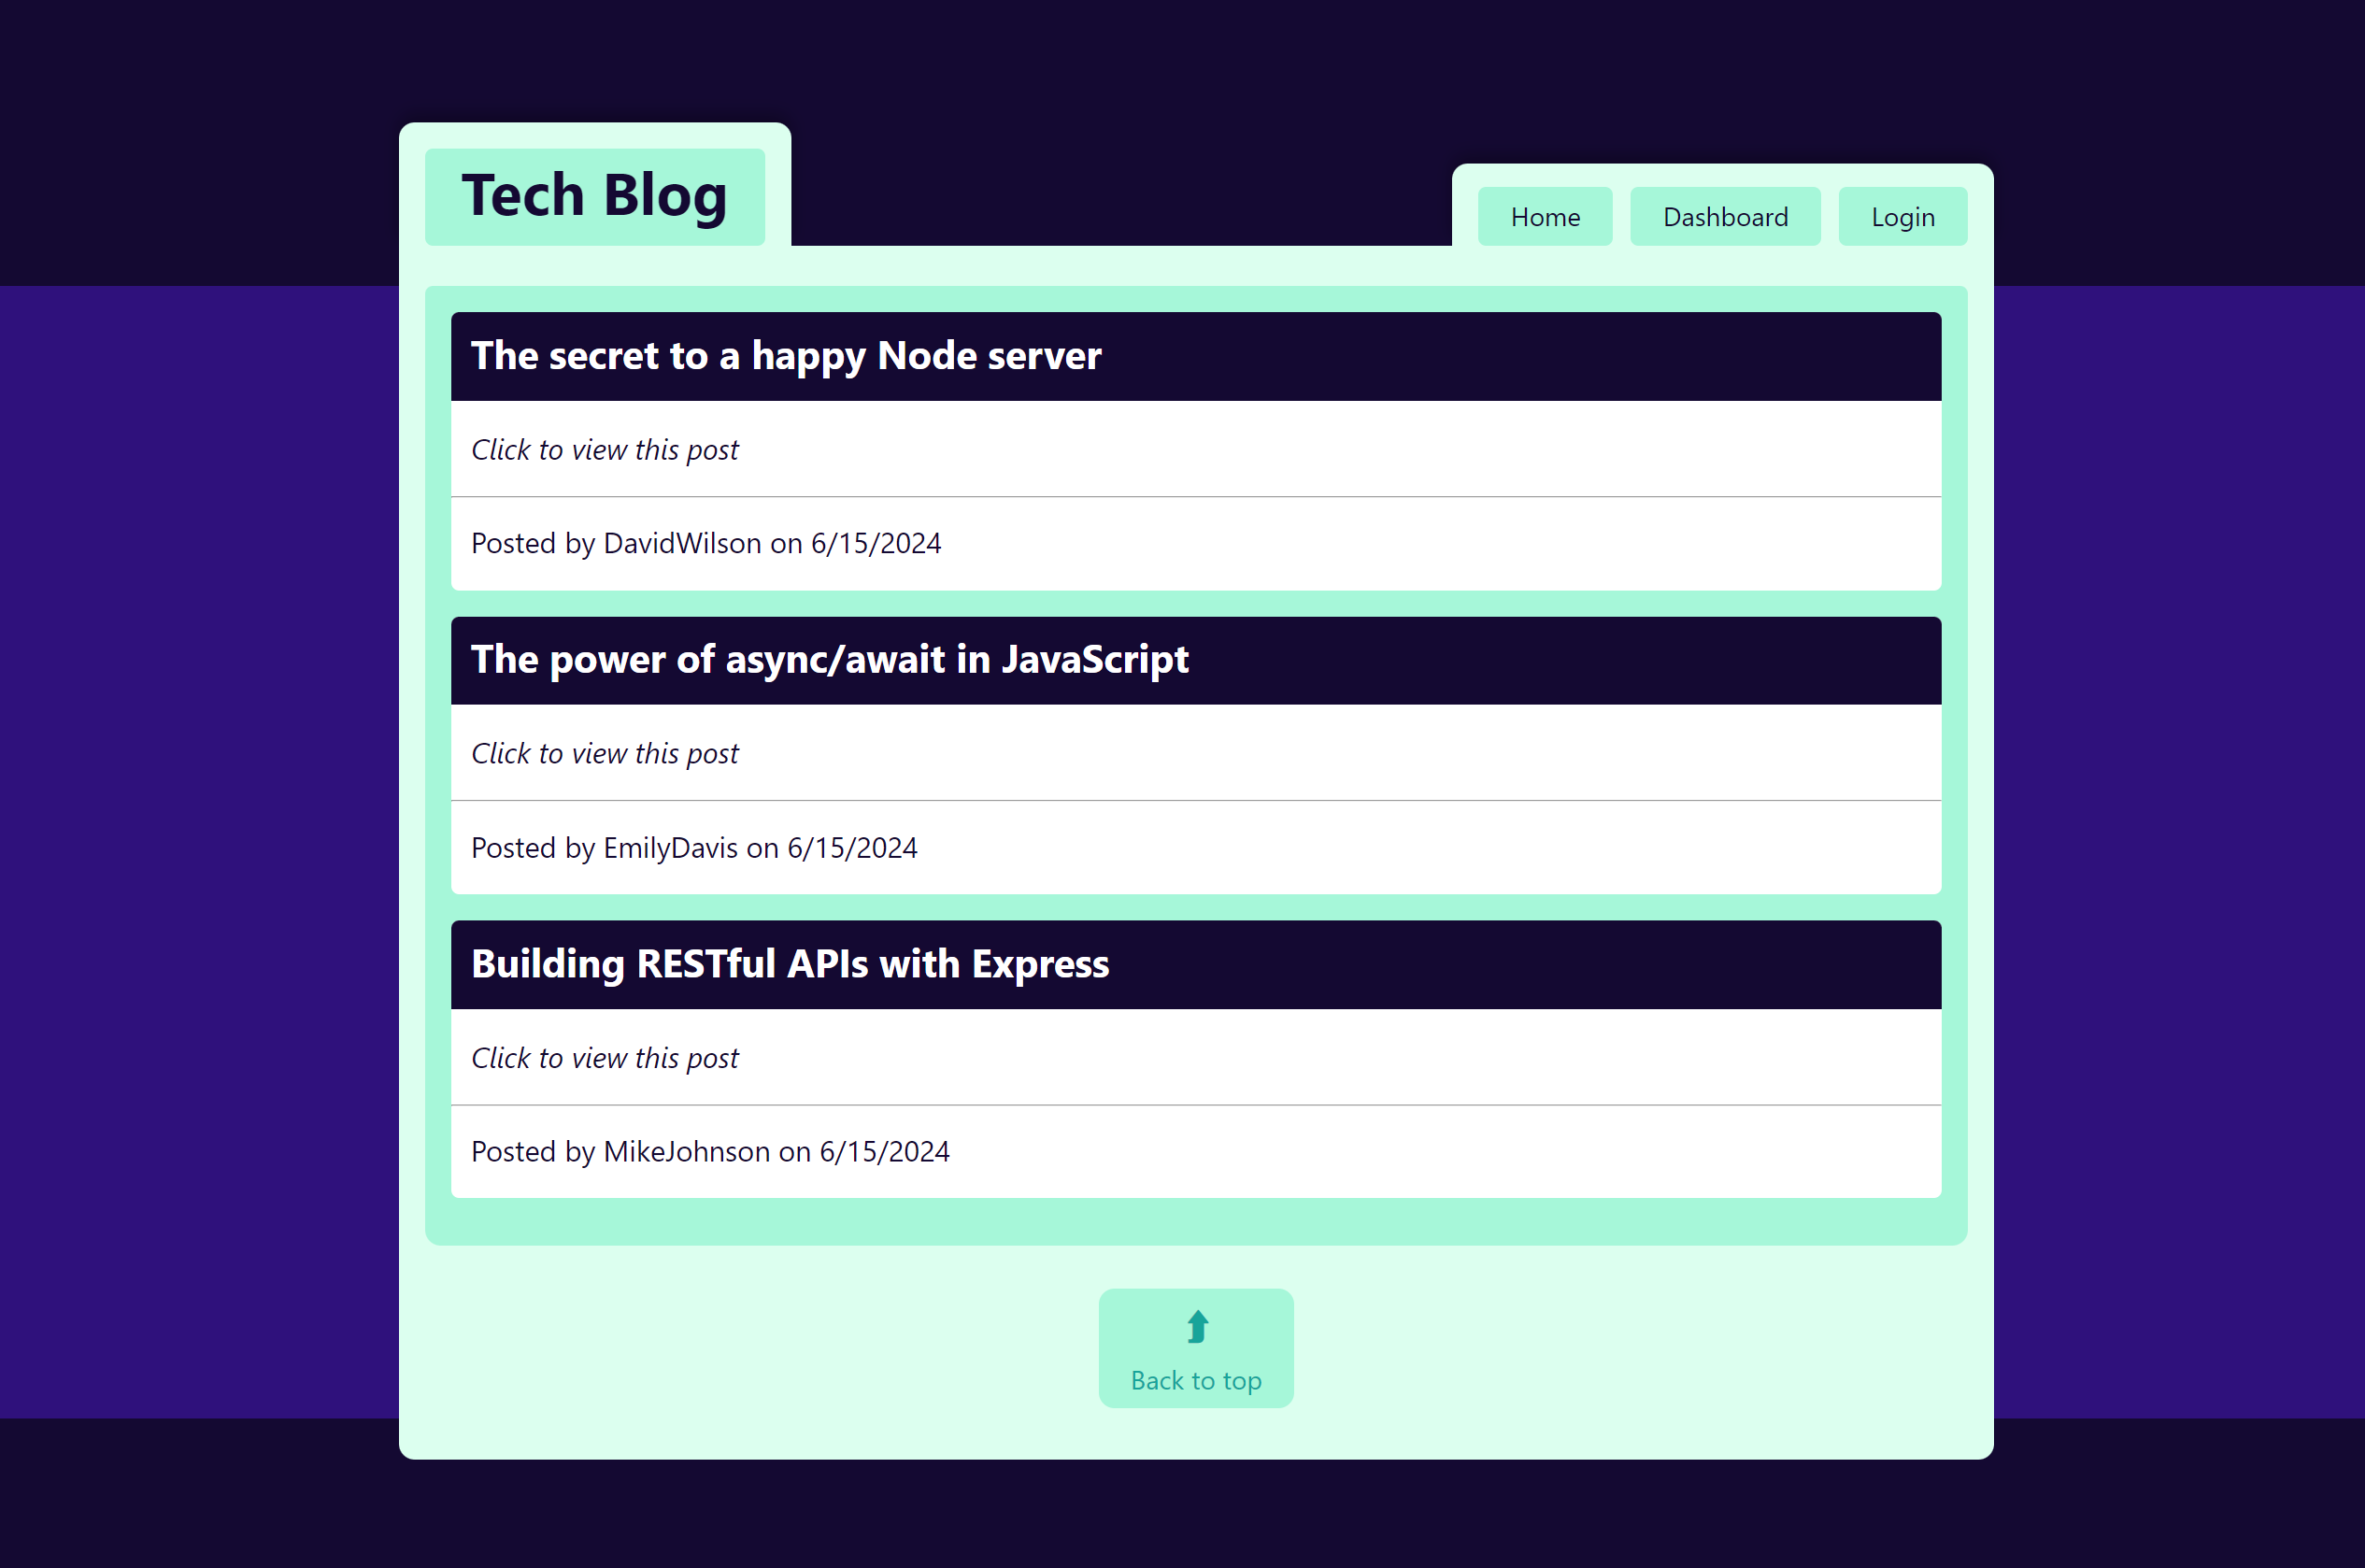 Tech Blog
Home
Dashboard
Login
The secret to a happy Node server
Click to view this post
Posted by DavidWilson on 6/15/2024
The power of async/await in JavaScript
Click to view this post
Posted by EmilyDavis on 6/15/2024
Building RESTful APIs with Express
Click to view this post
Posted by MikeJohnson on 6/15/2024
Back to top